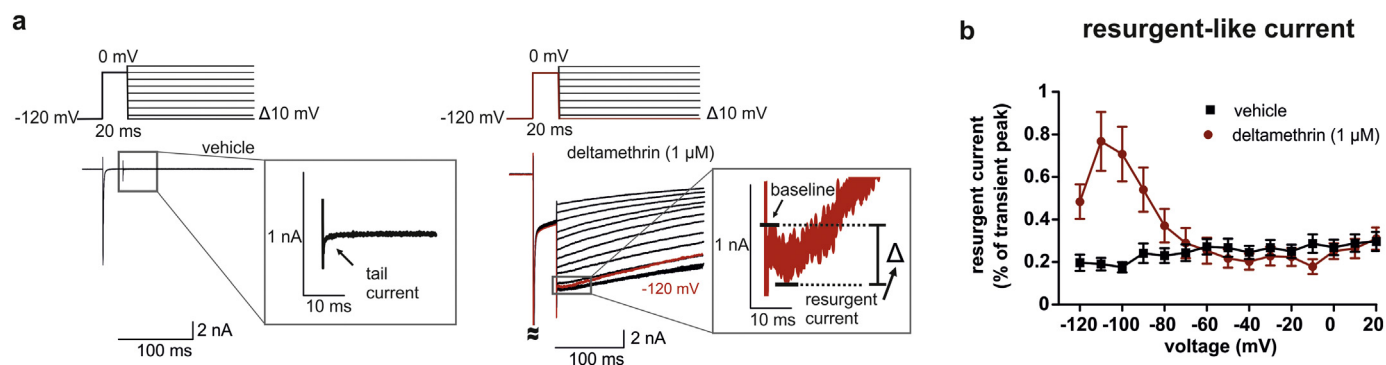 a
0 mV
-120 mV
Δ10 mV
20 ms
vehicle
1 nA
tail
current
10 ms
2 nA
100 ms
0 mV
-120 mV
Δ10 mV
20 ms
deltamethrin (1 µM)
baseline
1 nA
Δ
-120 mV
resurgent
current
10 ms
≈
2 nA
100 ms
b
resurgent-like current
resurgent current
(% of transient peak)
1
0.8
0.6
0.4
0.2
0
vehicle
deltamethrin (1 µM)
-120 -100 -80 -60 -40 -20 0 20
voltage (mV)